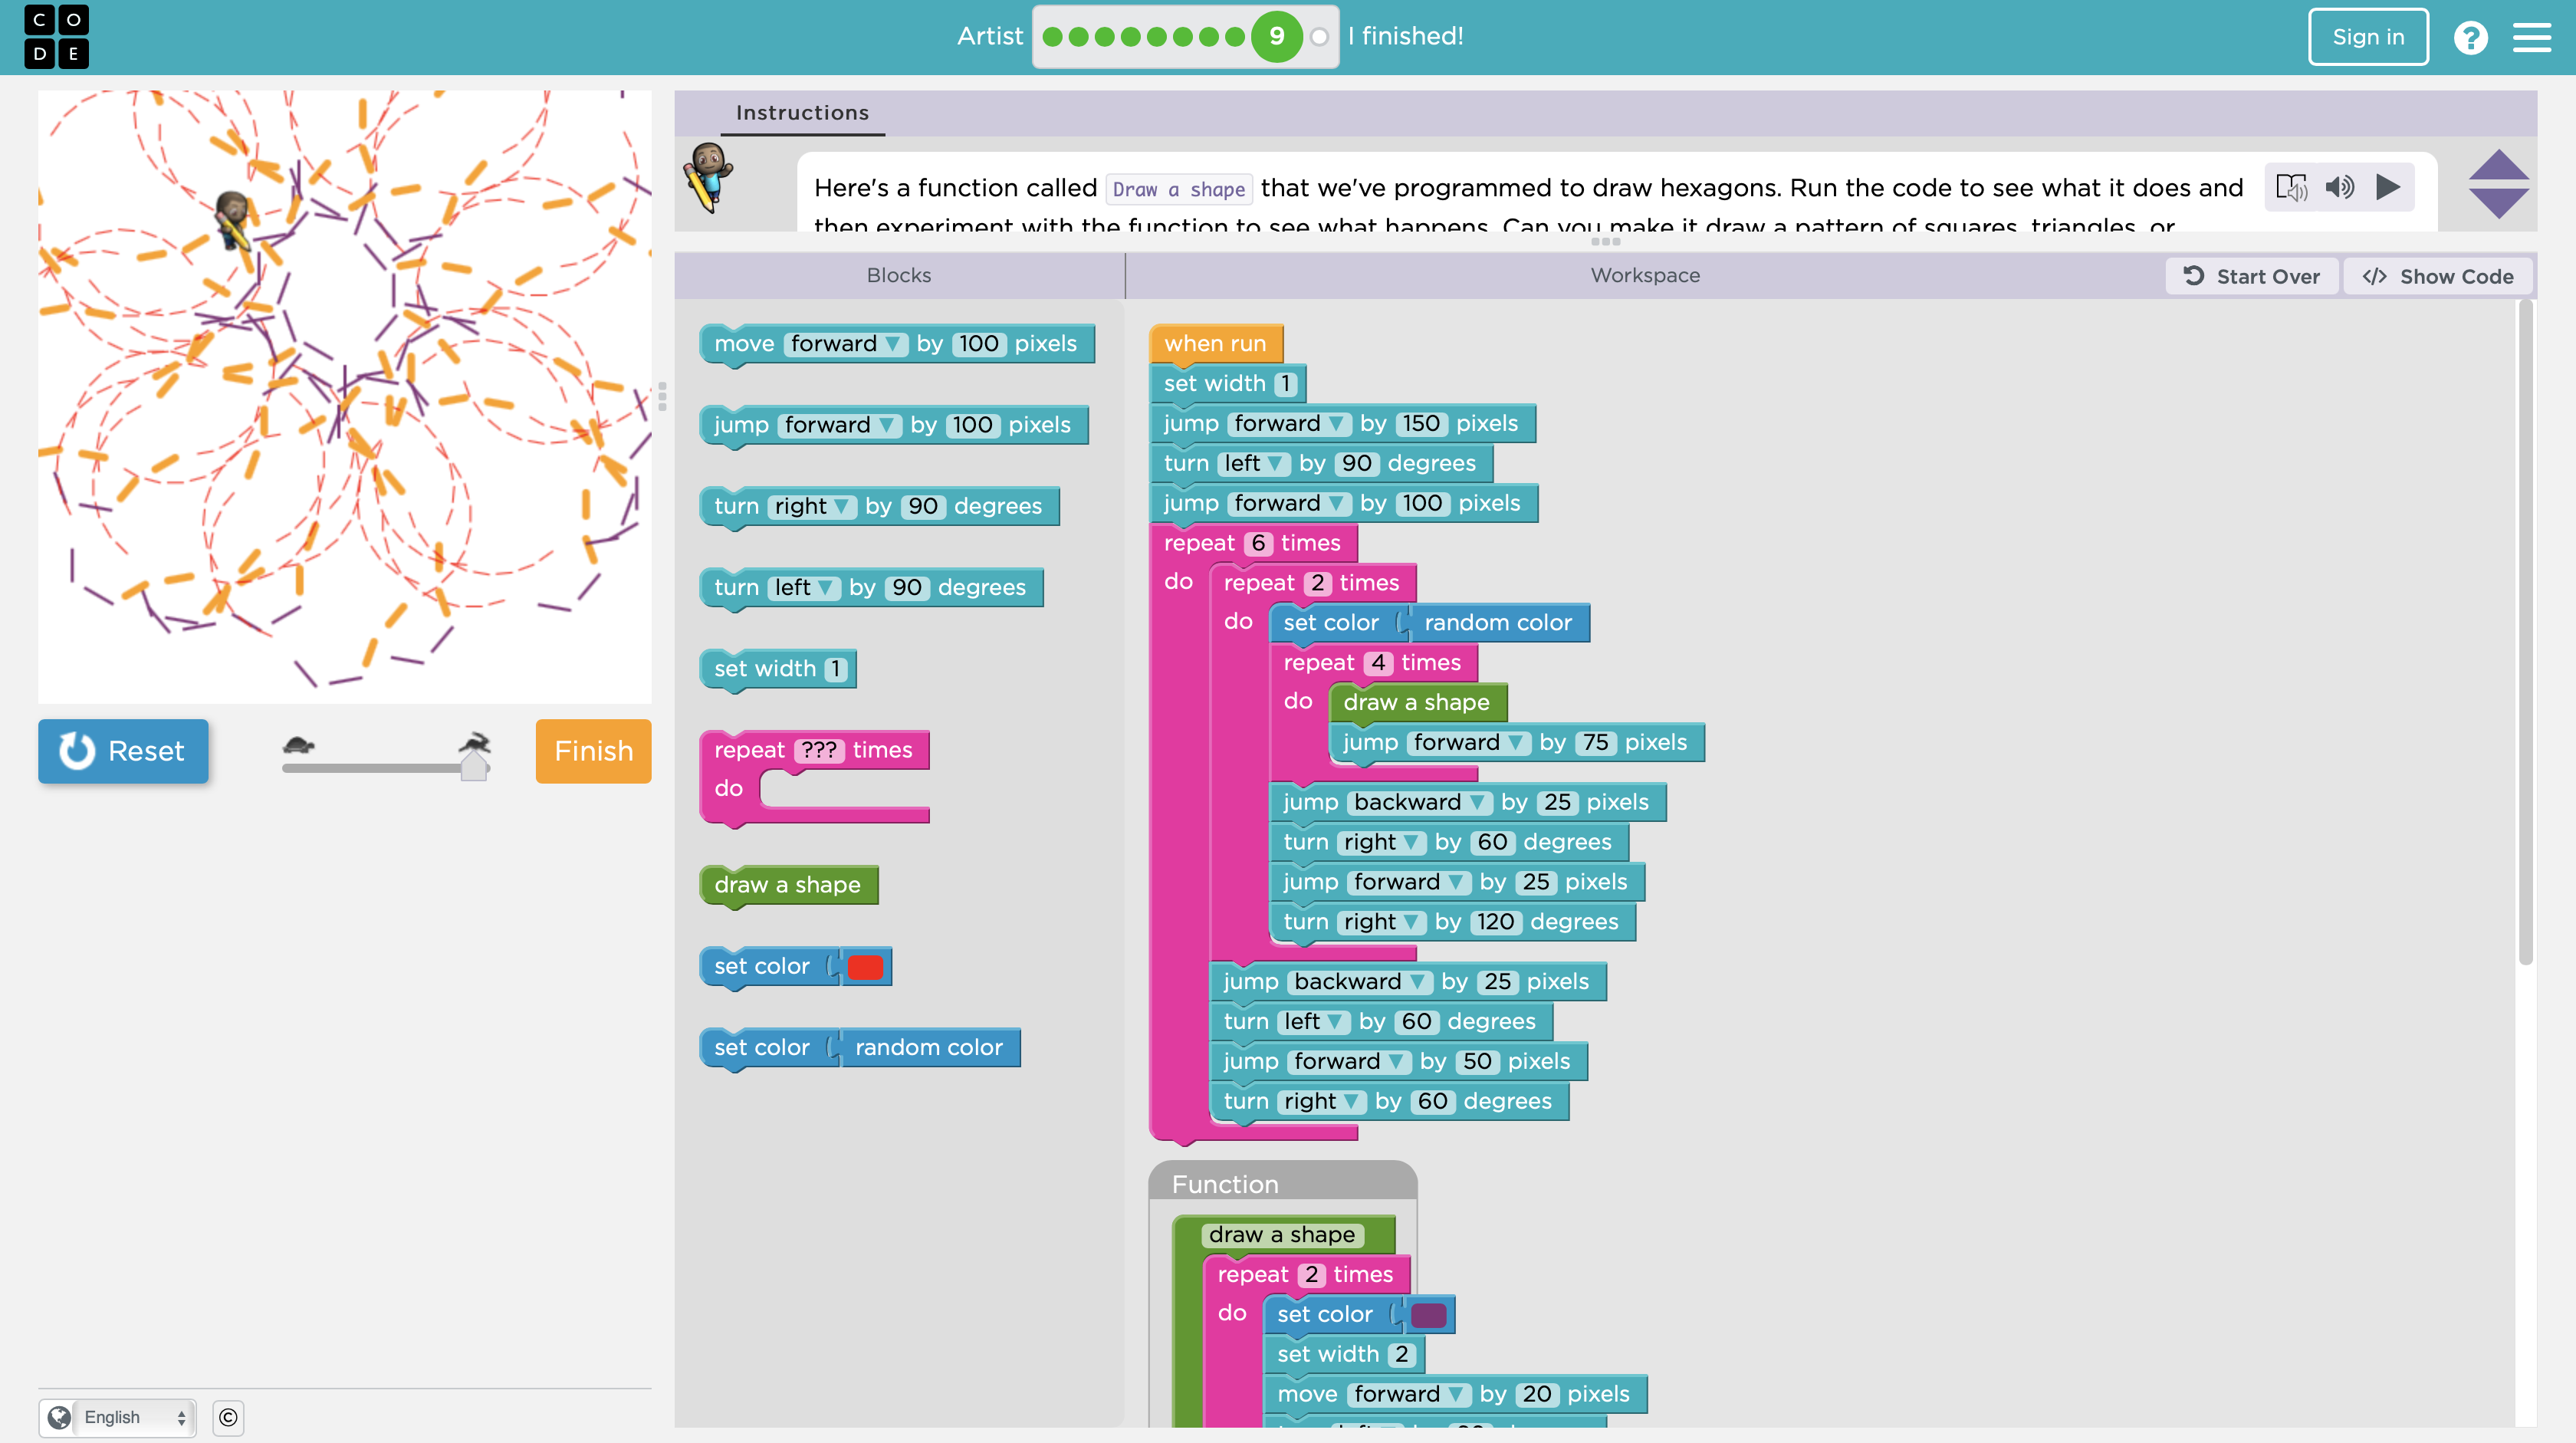 C O
D E
Artist 9 I finished!
Sign in
?
Instructions
Here's a function called Draw a shape that we've programmed to draw hexagons. Run the code to see what it does and
then experiment with the function to see what happens. Can you make it draw a pattern of squares, triangles, or
Blocks
Workspace
Start Over
</> Show Code
move forward by 100 pixels
jump forward by 100 pixels
turn right by 90 degrees
turn left by 90 degrees
set width 1
repeat ??? times
do
draw a shape
set color
set color random color
when run
set width 1
jump forward by 150 pixels
turn left by 90 degrees
jump forward by 100 pixels
repeat 6 times
do repeat 2 times
do set color random color
repeat 4 times
do draw a shape
jump forward by 75 pixels
jump backward by 25 pixels
turn right by 60 degrees
jump forward by 25 pixels
turn right by 120 degrees
jump backward by 25 pixels
turn left by 60 degrees
jump forward by 50 pixels
turn right by 60 degrees
Function
draw a shape
repeat 2 times
do set color
set width 2
move forward by 20 pixels
Reset
Finish
English
©